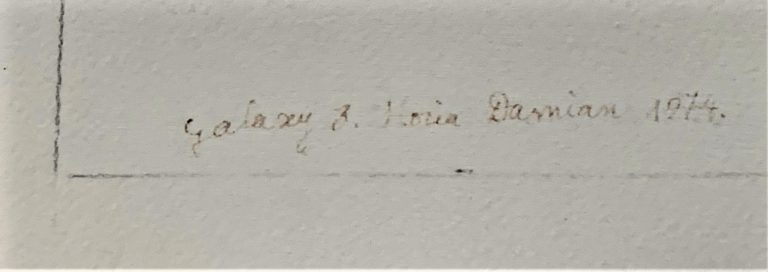 Galaxy 3. Horia Damian 1974.